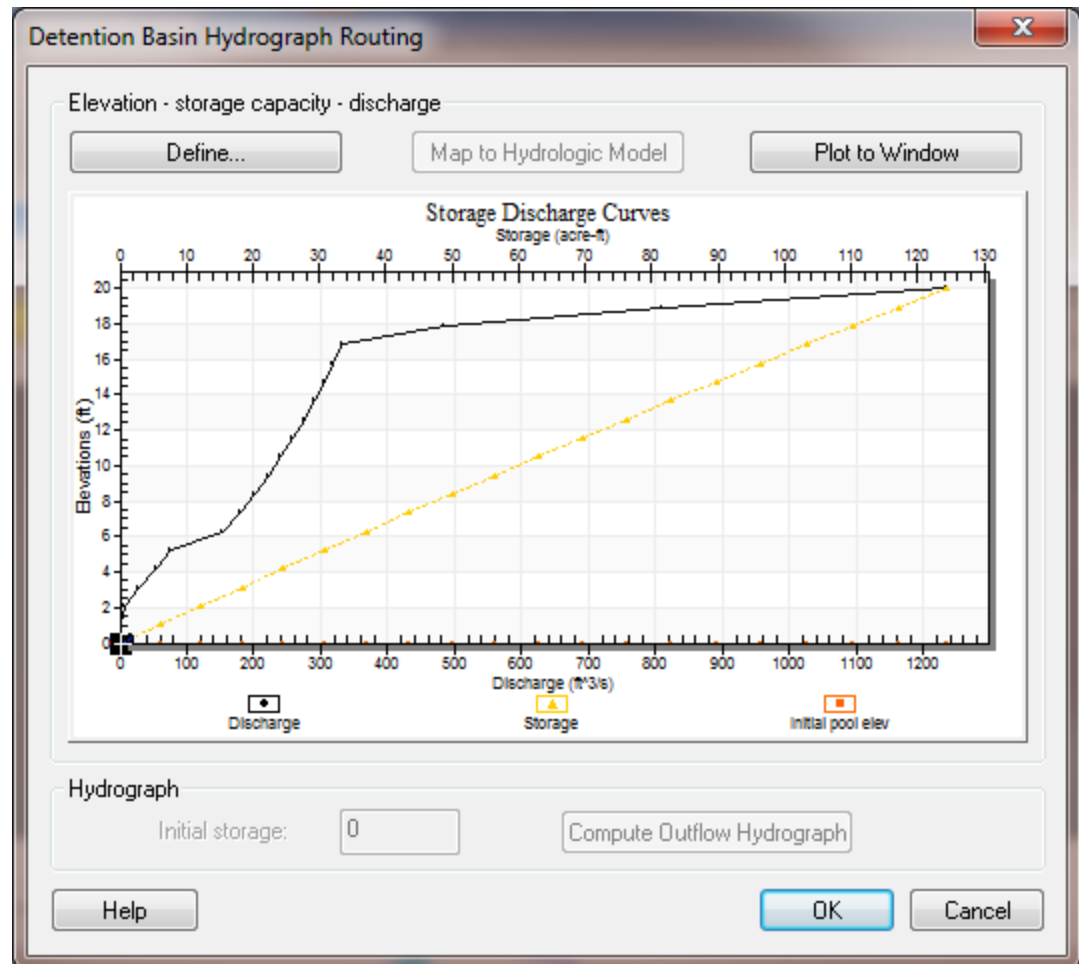 Detention Basin Hydrograph Routing
Elevation - storage capacity - discharge
Define... Map to Hydrologic Model Plot to Window
Storage Discharge Curves
Storage (acre-ft)
0 10 20 30 40 50 60 70 80 90 100 110 120 130
Elevations (ft)
20
18
16
14
12
10
8
6
4
2
0
0 100 200 300 400 500 600 700 800 900 1000 1100 1200
Discharge (ft^3/s)
Discharge Storage Initial pool elev
Hydrograph
Initial storage: 0 Compute Outflow Hydrograph
Help OK Cancel